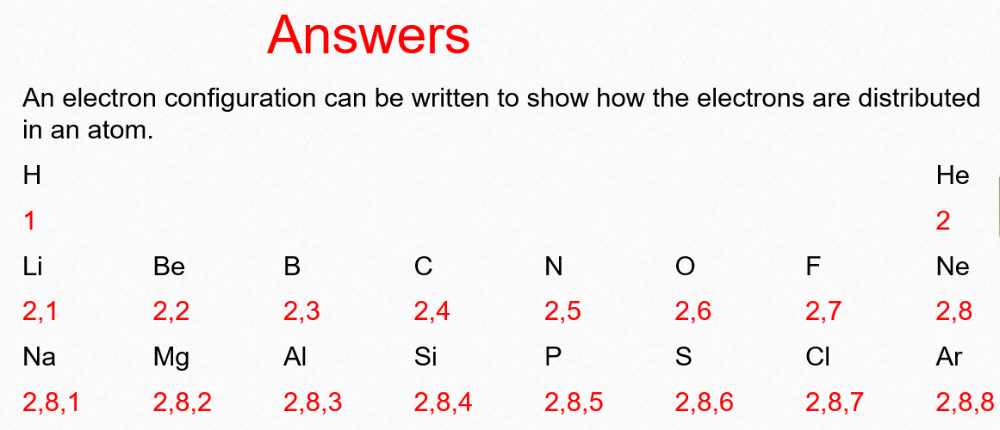 Answers
An electron configuration can be written to show how the electrons are distributed
in an atom.
H He
1 2
Li Be B C N O F Ne
2,1 2,2 2,3 2,4 2,5 2,6 2,7 2,8
Na Mg Al Si P S Cl Ar
2,8,1 2,8,2 2,8,3 2,8,4 2,8,5 2,8,6 2,8,7 2,8,8